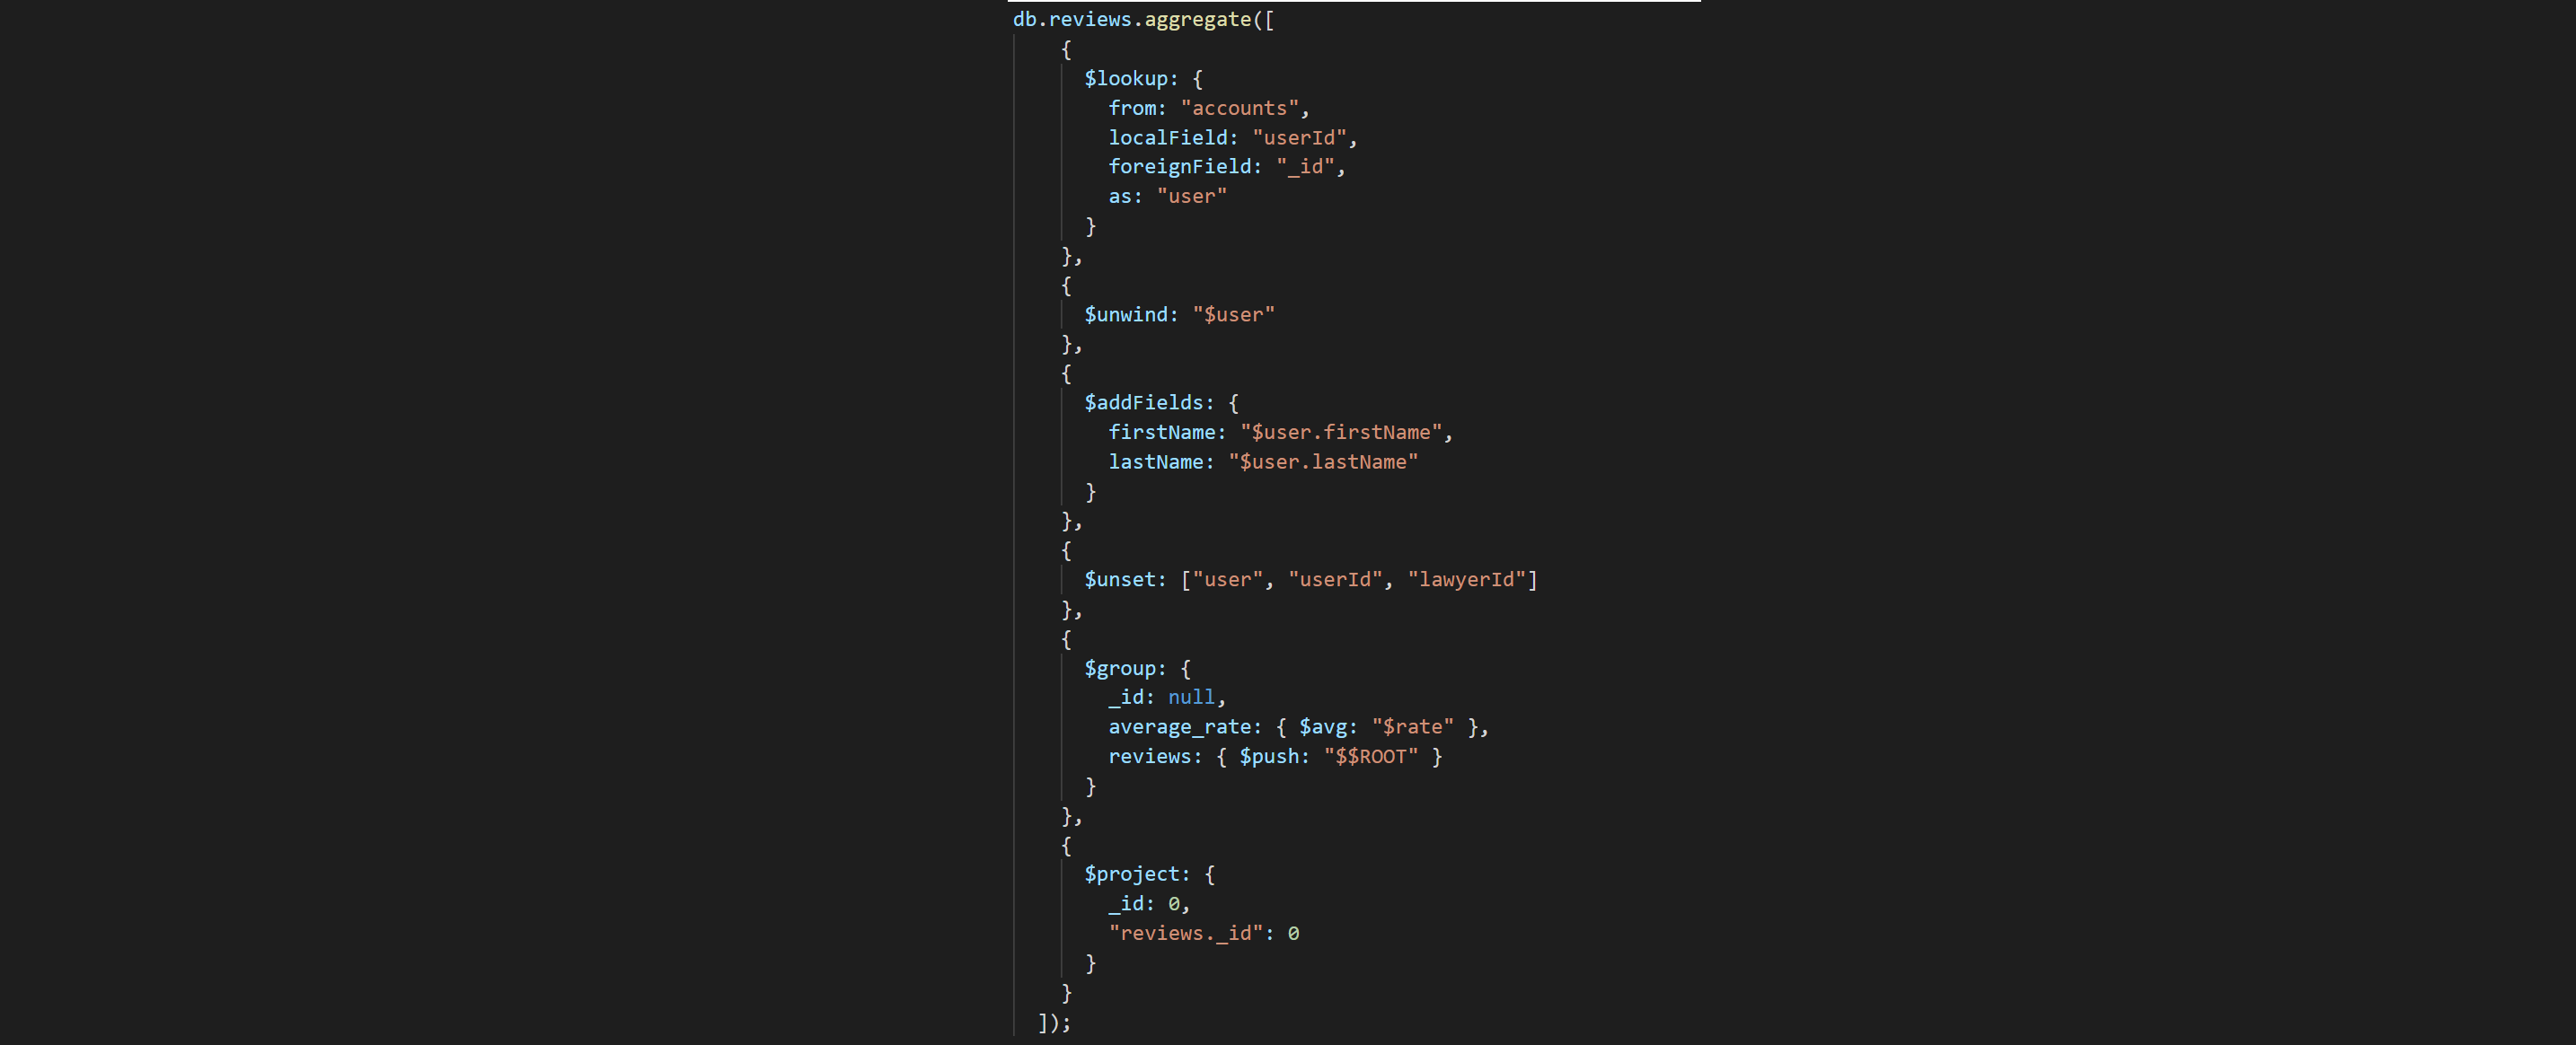 db.reviews.aggregate([
{
$lookup: {
from: "accounts",
localField: "userId",
foreignField: "_id",
as: "user"
}
},
{
$unwind: "$user"
},
{
$addFields: {
firstName: "$user.firstName",
lastName: "$user.lastName"
}
},
{
$unset: ["user", "userId", "lawyerId"]
},
{
$group: {
_id: null,
average_rate: { $avg: "$rate" },
reviews: { $push: "$$ROOT" }
}
},
{
$project: {
_id: 0,
"reviews._id": 0
}
}
]);